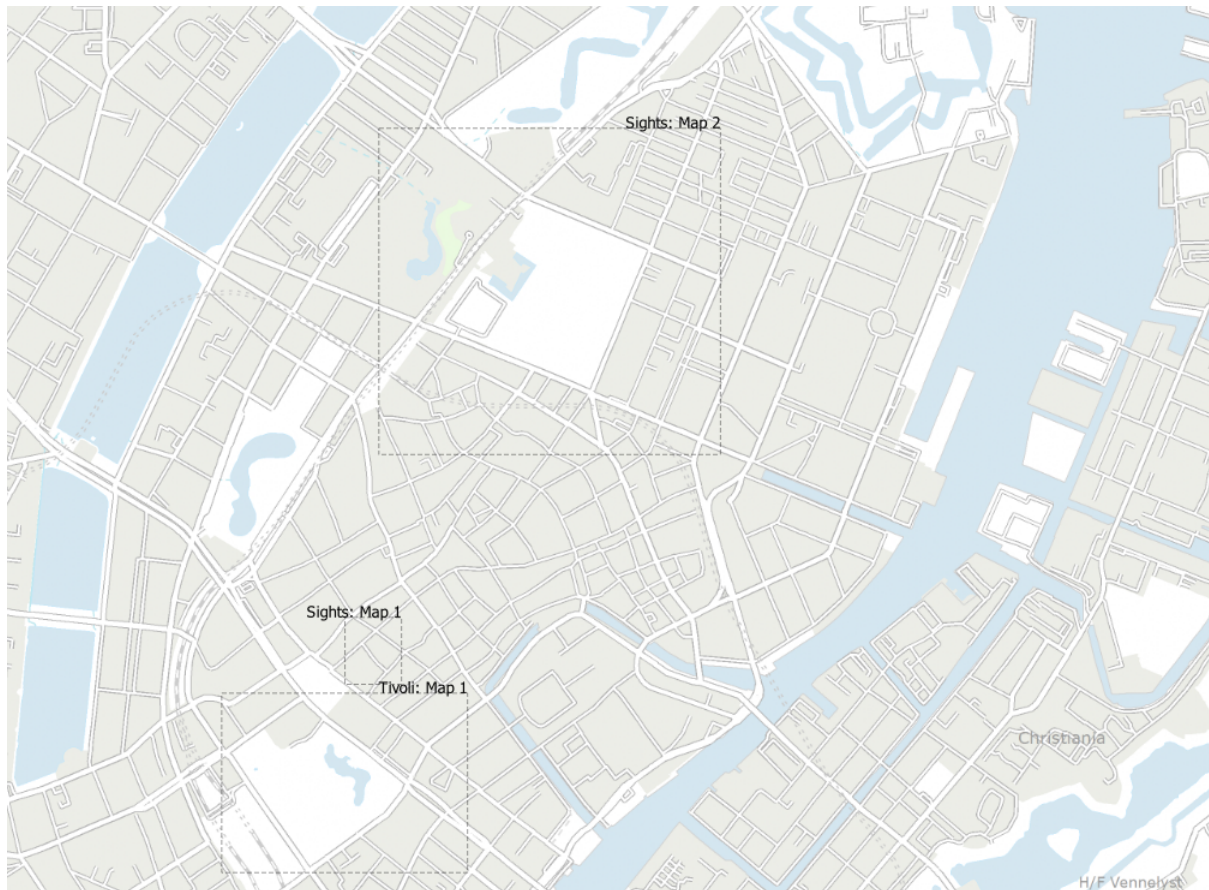 Sights: Map 2
Sights: Map 1
Tivoli: Map 1
Christiania
H/F Vennelyst